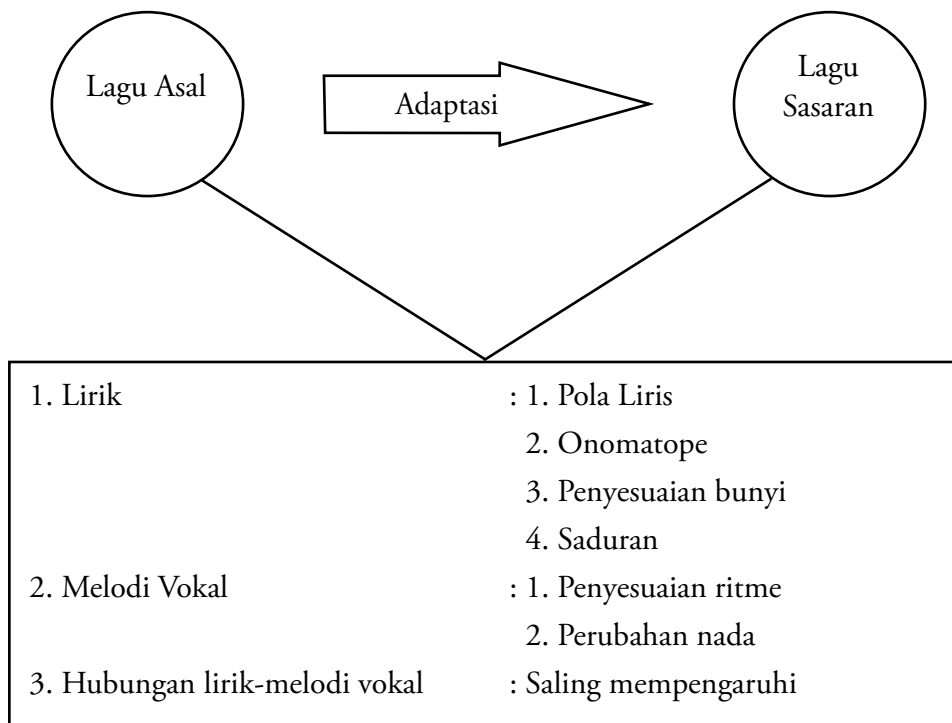 Lagu Asal
Adaptasi
Lagu
Sasaran
1. Lirik : 1. Pola Liris
2. Onomatope
3. Penyesuaian bunyi
4. Saduran
2. Melodi Vokal : 1. Penyesuaian ritme
2. Perubahan nada
3. Hubungan lirik-melodi vokal : Saling mempengaruhi